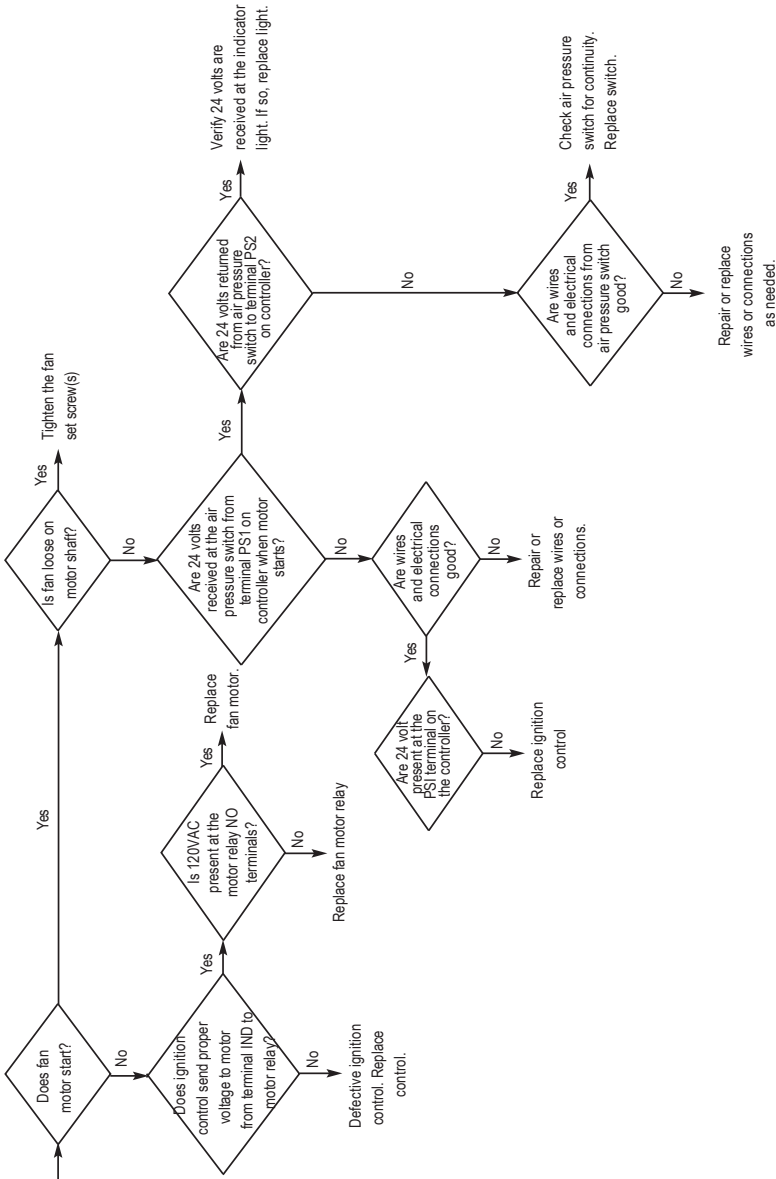 Does fan
motor start?
Yes
No
Is fan loose on
motor shaft?
Yes
Tighten the fan
set screw(s)
No
Does ignition
control send proper
voltage to motor
from terminal IND to
motor relay?
Yes
No
Defective ignition
control. Replace
control.
Is 120VAC
present at the
motor relay NO
terminals?
Yes
Replace
fan motor.
No
Replace fan motor relay
Are 24 volts
received at the air
pressure switch from
terminal PS1 on
controller when motor
starts?
Yes
No
Are 24 volts returned
from air pressure
switch to terminal PS2
on controller?
Yes
Verify 24 volts are
received at the indicator
light. If so, replace light.
No
Are wires
and electrical
connections
good?
Yes
No
Repair or
replace wires or
connections.
Are 24 volt
present at the
PSI terminal on
the controller?
No
Replace ignition
control
Are wires
and electrical
connections from
air pressure switch
good?
Yes
Check air pressure
switch for continuity.
Replace switch.
No
Repair or replace
wires or connections
as needed.